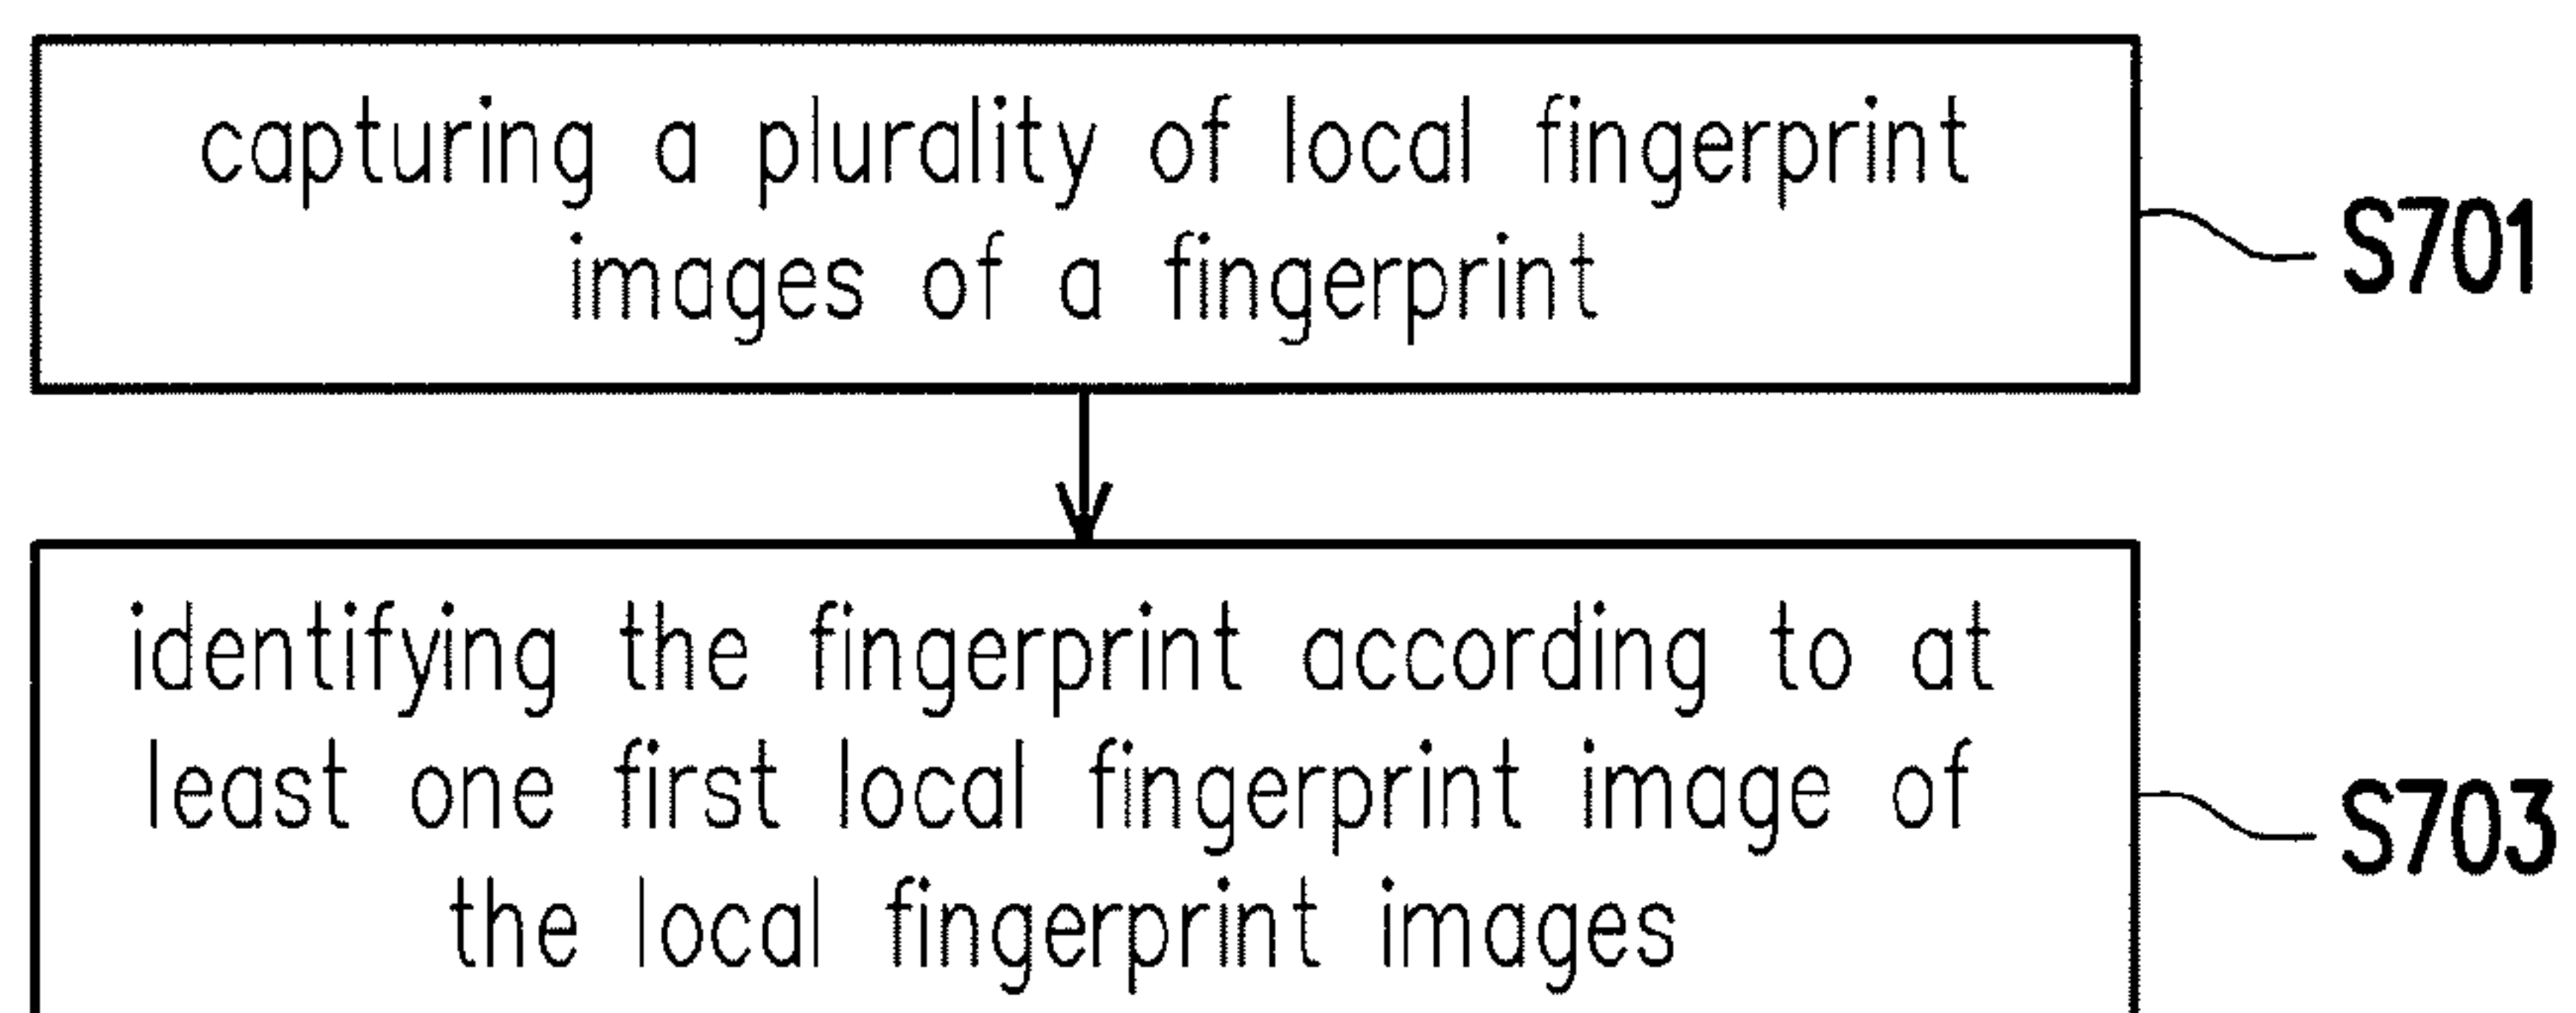 capturing a plurality of local fingerprint
images of a fingerprint
S701
identifying the fingerprint according to at
least one first local fingerprint image of
the local fingerprint images
S703